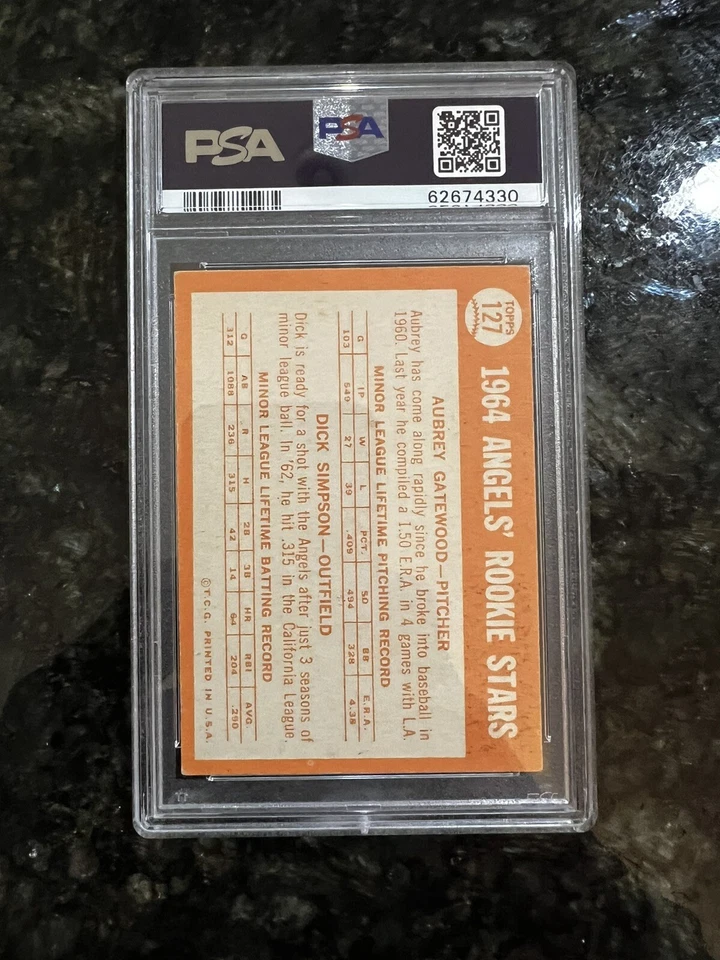 PSA
PSA
62674330
TOPPS
127
1964 ANGELS' ROOKIE STARS
AUBREY GATEWOOD—PITCHER
Aubrey has come along rapidly since he broke into baseball in
1960. Last year he compiled a 1.50 E.R.A. in 4 games with L.A.
MINOR LEAGUE LIFETIME PITCHING RECORD
G IP W L PCT. SO BB E.R.A.
103 549 27 39 .409 494 328 4.38
DICK SIMPSON—OUTFIELD
Dick is ready for a shot with the Angels after just 3 seasons of
minor league ball. In '62, he hit .315 in the California League.
MINOR LEAGUE LIFETIME BATTING RECORD
G AB R H 2B 3B HR RBI AVG.
312 1088 236 315 42 14 64 204 .290
©T.C.G. PRINTED IN U.S.A.